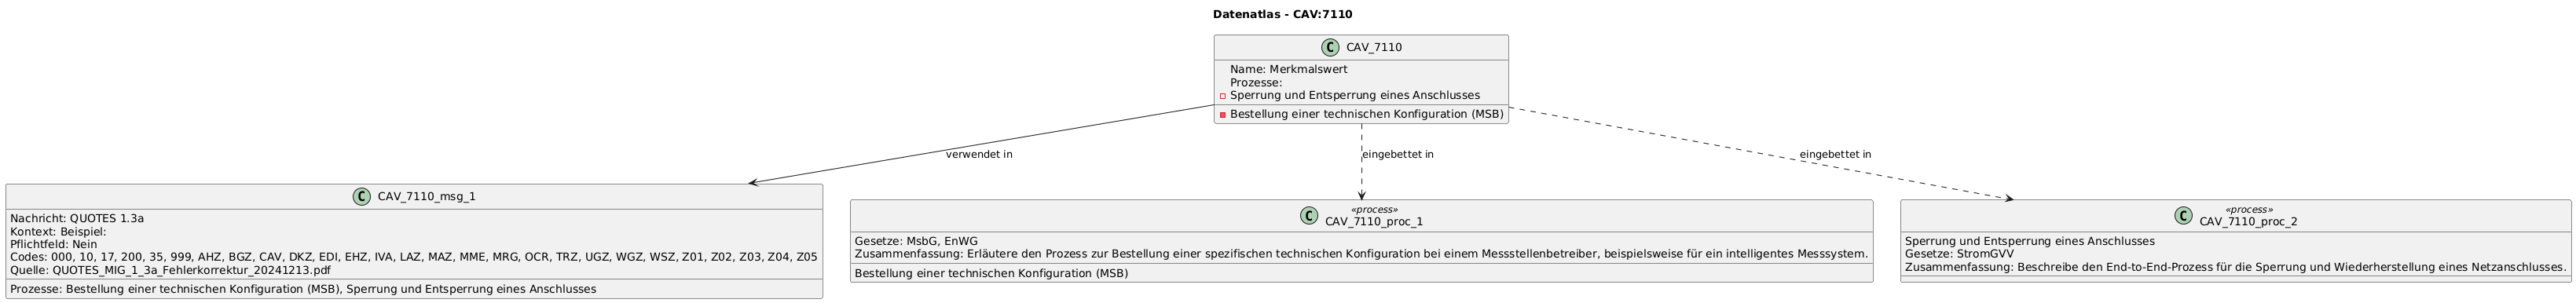 Datenatlas - CAV:7110
CAV_7110
Name: Merkmalswert
Prozesse:
Sperrung und Entsperrung eines Anschlusses
Bestellung einer technischen Konfiguration (MSB)
verwendet in
eingebettet in
eingebettet in
CAV_7110_msg_1
Nachricht: QUOTES 1.3a
Kontext: Beispiel:
Pflichtfeld: Nein
Codes: 000, 10, 17, 200, 35, 999, AHZ, BGZ, CAV, DKZ, EDI, EHZ, IVA, LAZ, MAZ, MME, MRG, OCR, TRZ, UGZ, WGZ, WSZ, Z01, Z02, Z03, Z04, Z05
Quelle: QUOTES_MIG_1_3a_Fehlerkorrektur_20241213.pdf
Prozesse: Bestellung einer technischen Konfiguration (MSB), Sperrung und Entsperrung eines Anschlusses
«process»
CAV_7110_proc_1
Gesetze: MsbG, EnWG
Zusammenfassung: Erläutere den Prozess zur Bestellung einer spezifischen technischen Konfiguration bei einem Messstellenbetreiber, beispielsweise für ein intelligentes Messsystem.
Bestellung einer technischen Konfiguration (MSB)
«process»
CAV_7110_proc_2
Sperrung und Entsperrung eines Anschlusses
Gesetze: StromGVV
Zusammenfassung: Beschreibe den End-to-End-Prozess für die Sperrung und Wiederherstellung eines Netzanschlusses.